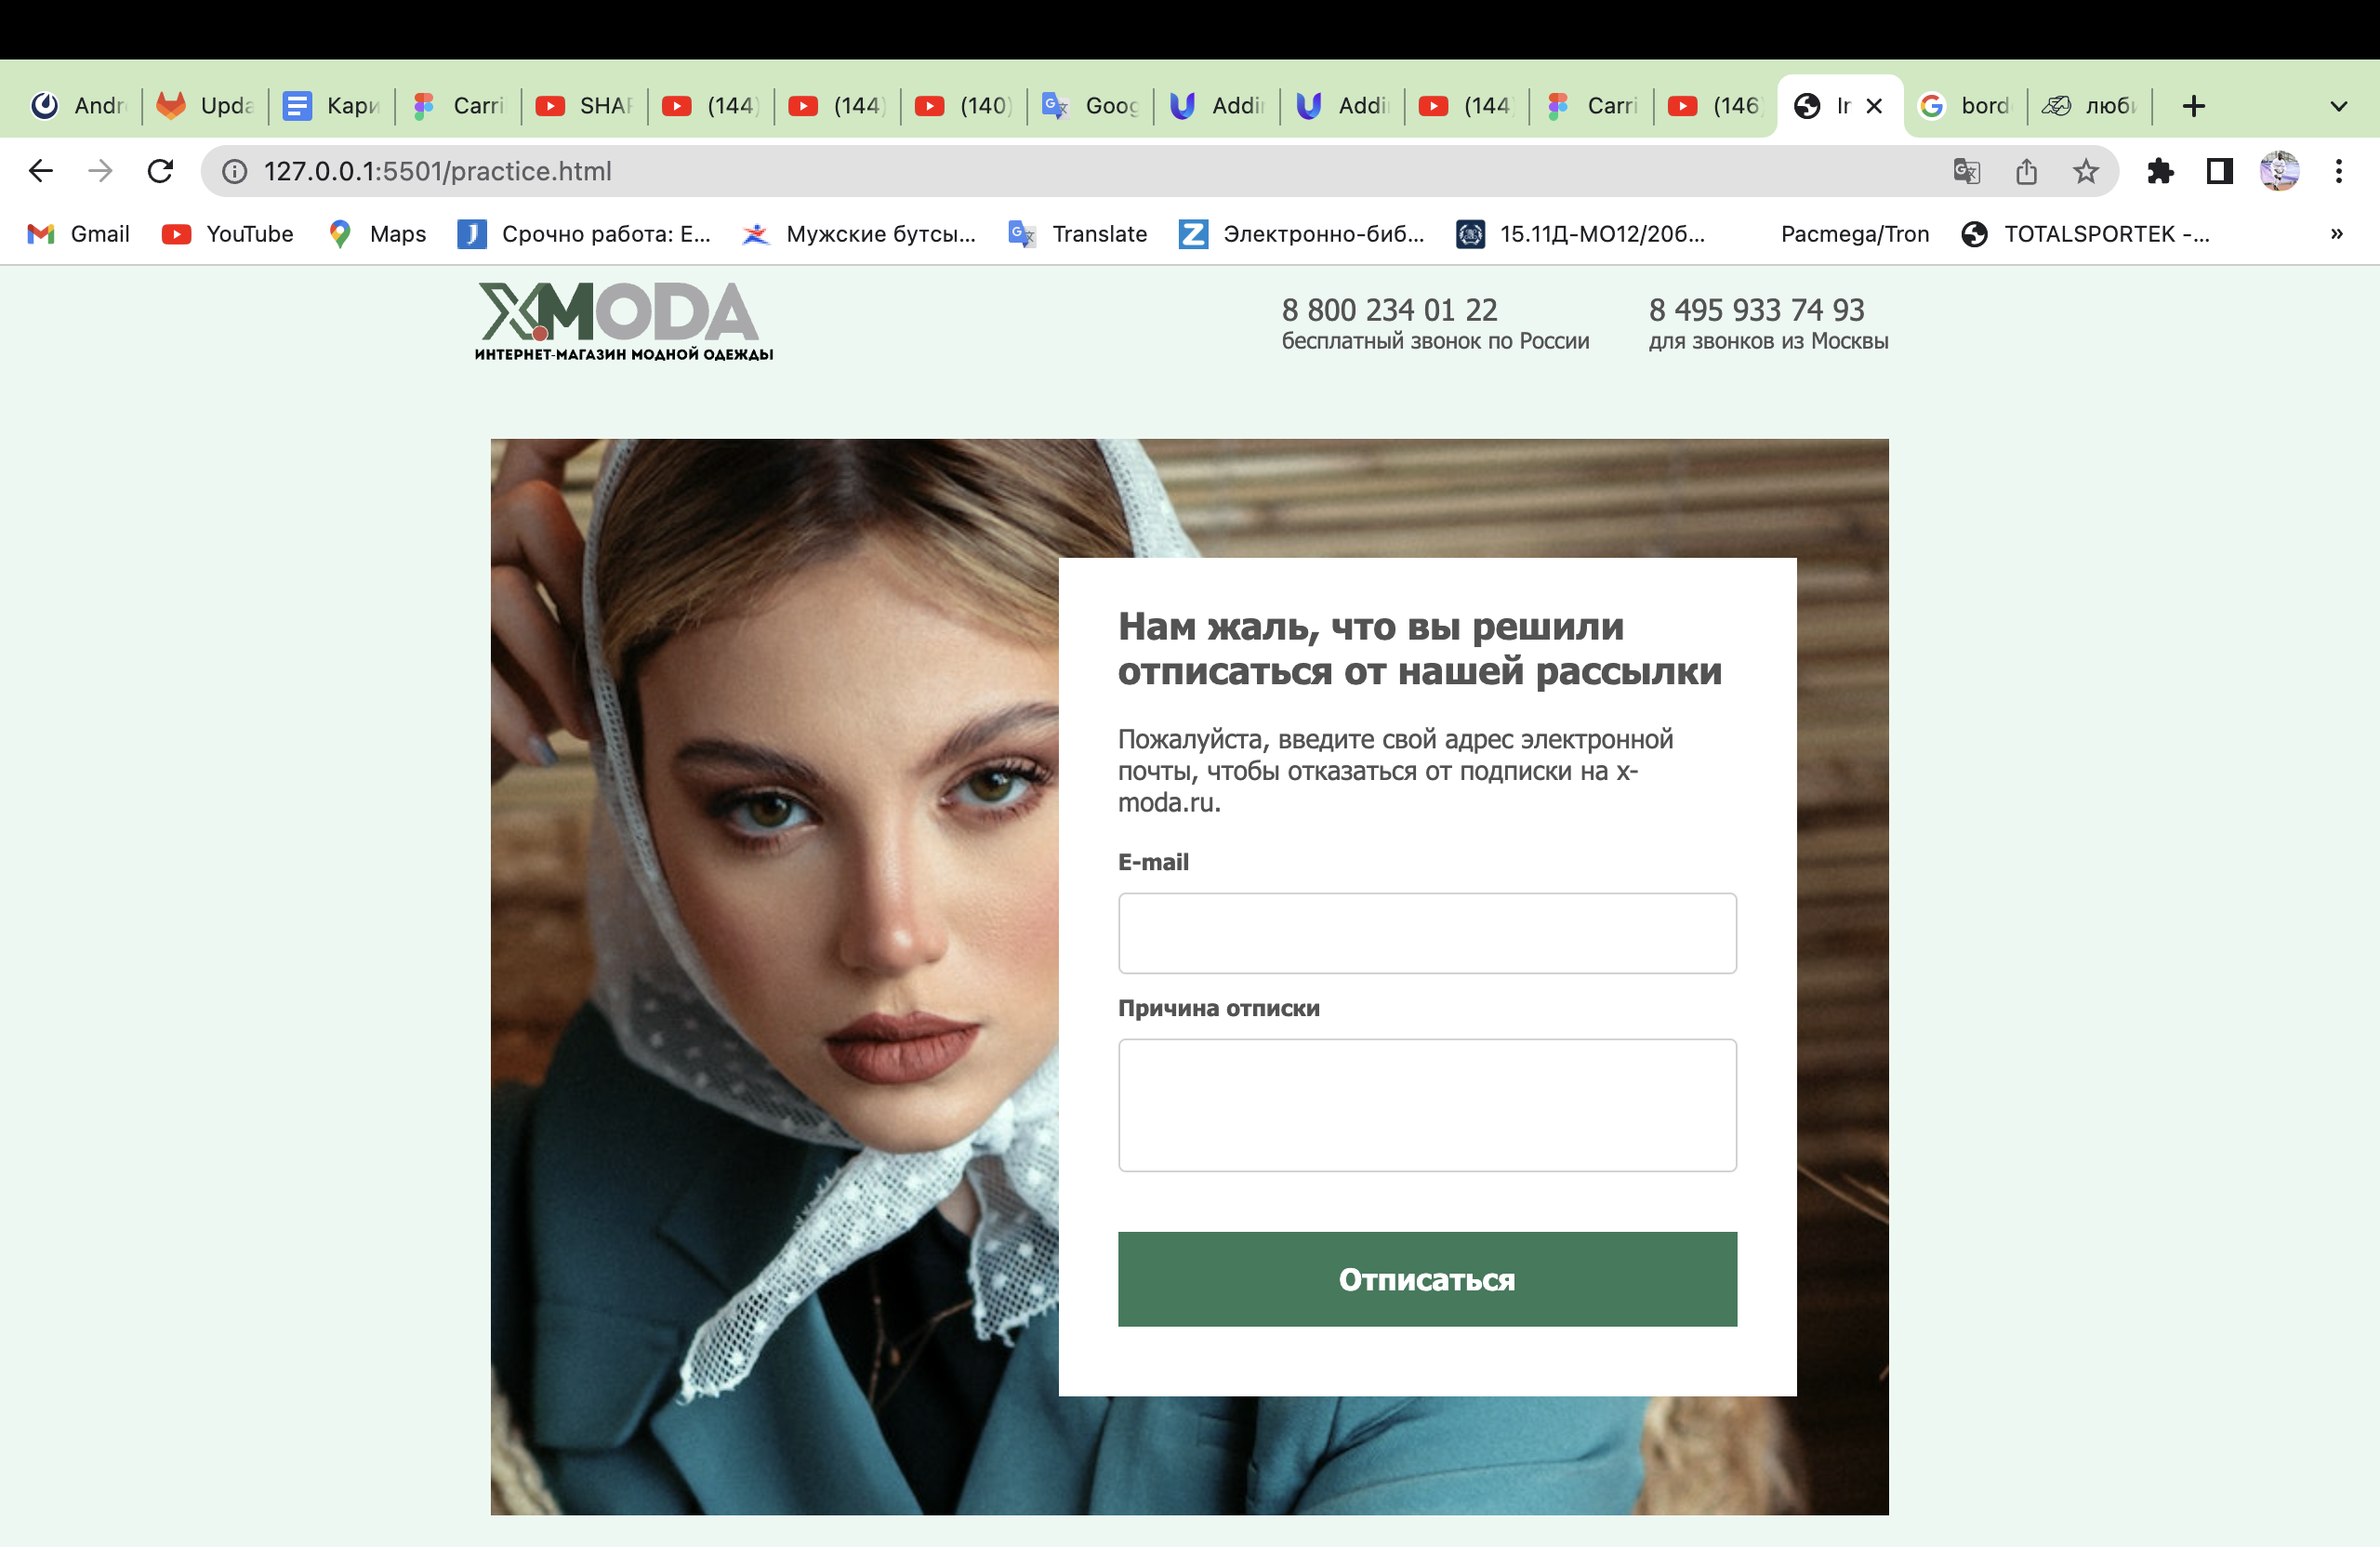 Andr
Upda
Кари
Carri
SHAF
(144)
(144)
(140)
Goog
Addi
Addi
(144)
Carri
(146)
Ir
bord
люби
127.0.0.1:5501/practice.html
Gmail
YouTube
Maps
Срочно работа: Е...
Мужские бутсы...
Translate
Электронно-биб...
15.11Д-МО12/20б...
Pacmega/Tron
TOTALSPORTEK -...
XMODA
ИНТЕРНЕТ-МАГАЗИН МОДНОЙ ОДЕЖДЫ
8 800 234 01 22
бесплатный звонок по России
8 495 933 74 93
для звонков из Москвы
Нам жаль, что вы решили
отписаться от нашей рассылки
Пожалуйста, введите свой адрес электронной
почты, чтобы отказаться от подписки на x-
moda.ru.
E-mail
Причина отписки
Отписаться